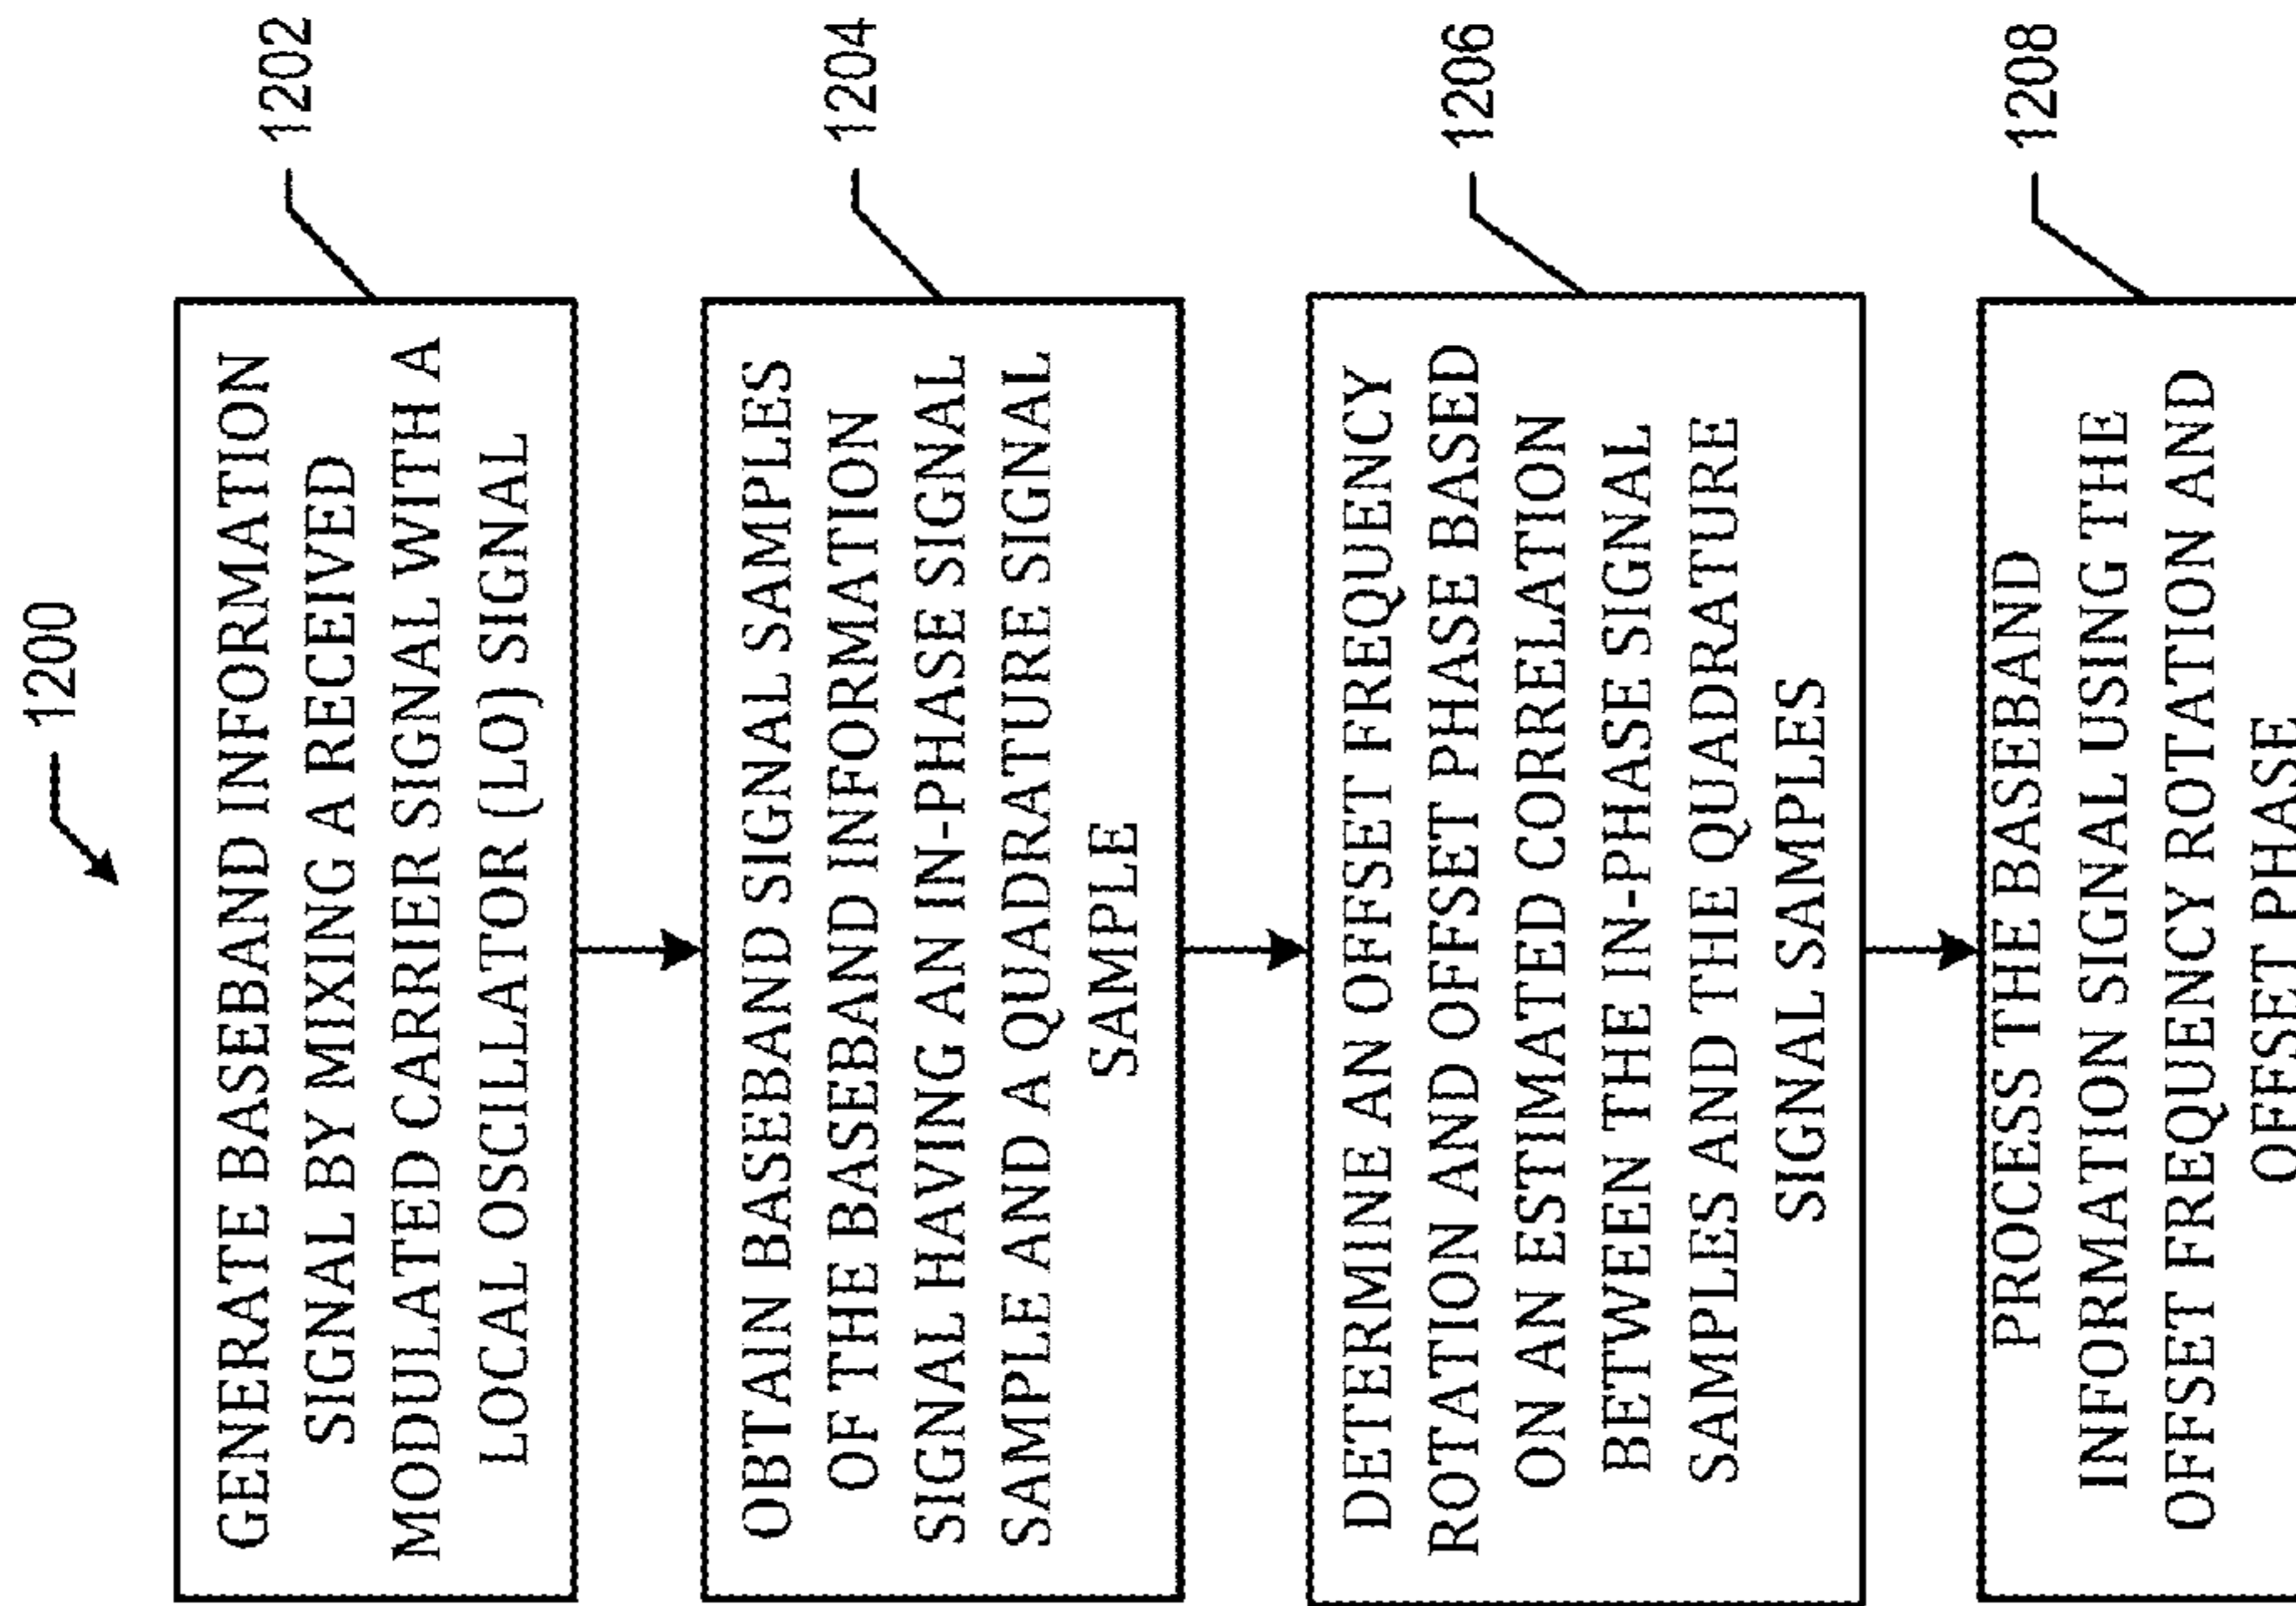 1200
GENERATE BASEBAND INFORMATION
SIGNAL BY MIXING A RECEIVED
MODULATED CARRIER SIGNAL WITH A
LOCAL OSCILLATOR (LO) SIGNAL
1202
OBTAIN BASEBAND SIGNAL SAMPLES
OF THE BASEBAND INFORMATION
SIGNAL HAVING AN IN-PHASE SIGNAL
SAMPLE AND A QUADRATURE SIGNAL
SAMPLE
1204
DETERMINE AN OFFSET FREQUENCY
ROTATION AND OFFSET PHASE BASED
ON AN ESTIMATED CORRELATION
BETWEEN THE IN-PHASE SIGNAL
SAMPLES AND THE QUADRATURE
SIGNAL SAMPLES
1206
PROCESS THE BASEBAND
INFORMATION SIGNAL USING THE
OFFSET FREQUENCY ROTATION AND
OFFSET PHASE
1208